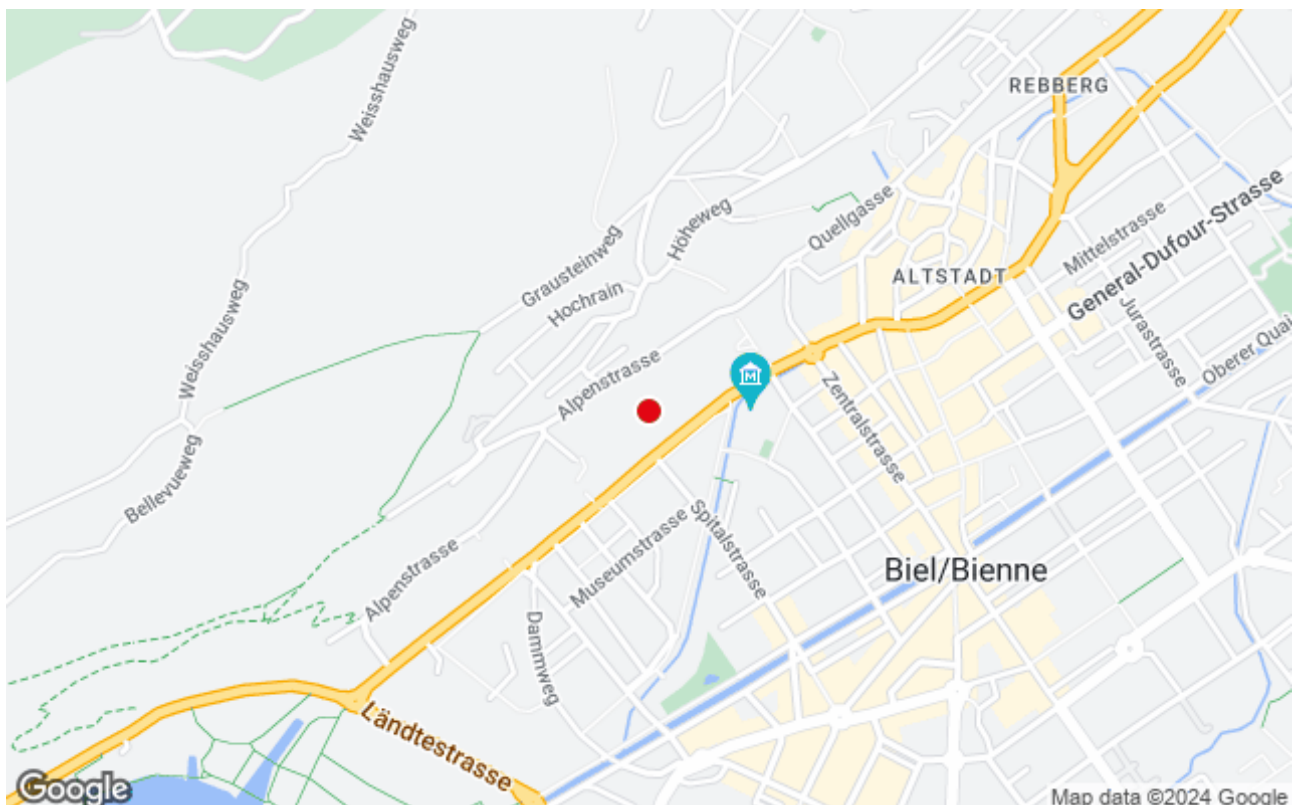 Weisshausweg
REBBERG
Quellgasse
Höheweg
Mittelstrasse
General-Dufour-Strasse
Grausteinweg
Hochrain
ALTSTADT
Jurastrasse
Oberer Quai
Weisshausweg
Alpenstrasse
Zentralstrasse
Bellevueweg
M
Spitalstrasse
Museumstrasse
Biel/Bienne
Alpenstrasse
Dammweg
Ländtestrasse
Google
Map data ©2024 Google